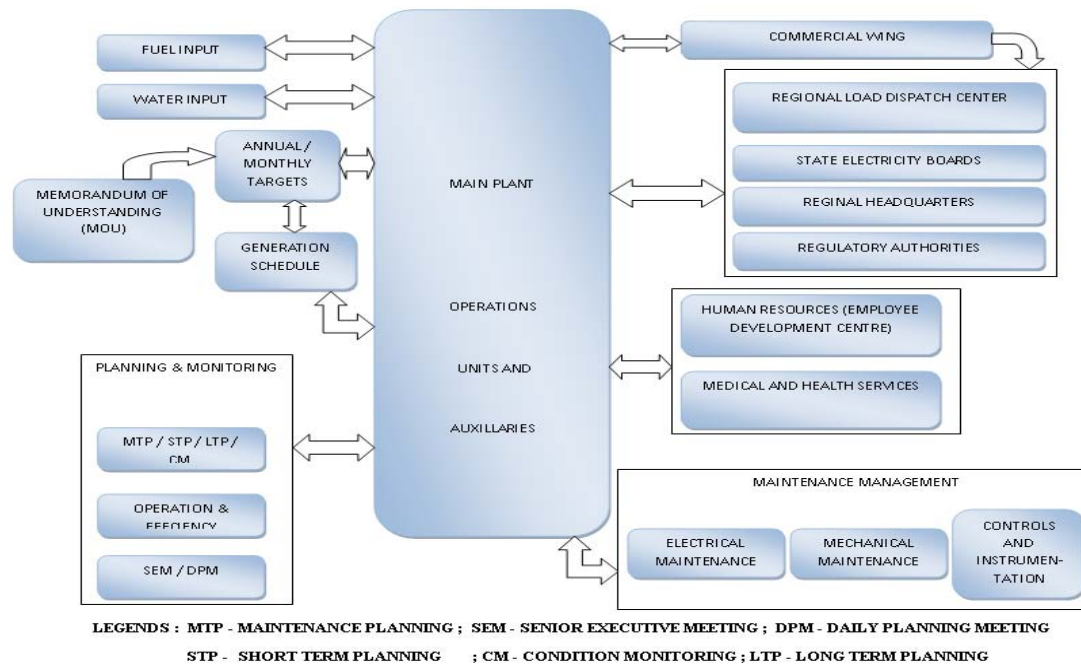 FUEL INPUT
WATER INPUT
ANNUAL /
MONTHLY
TARGETS
MEMORANDUM OF
UNDERSTANDING
(MOU)
GENERATION
SCHEDULE
PLANNING & MONITORING
MTP / STP / LTP /
CM
OPERATION &
EFFICIENCY
SEM / DPM
MAIN PLANT
OPERATIONS
UNITS AND
AUXILLARIES
COMMERCIAL WING
REGIONAL LOAD DISPATCH CENTER
STATE ELECTRICITY BOARDS
REGINAL HEADQUARTERS
REGULATORY AUTHORITIES
HUMAN RESOURCES (EMPLOYEE
DEVELOPMENT CENTRE)
MEDICAL AND HEALTH SERVICES
MAINTENANCE MANAGEMENT
ELECTRICAL
MAINTENANCE
MECHANICAL
MAINTENANCE
CONTROLS
AND
INSTRUMEN-
TATION
LEGENDS : MTP - MAINTENANCE PLANNING ; SEM - SENIOR EXECUTIVE MEETING ; DPM - DAILY PLANNING MEETING
STP - SHORT TERM PLANNING ; CM - CONDITION MONITORING ; LTP - LONG TERM PLANNING